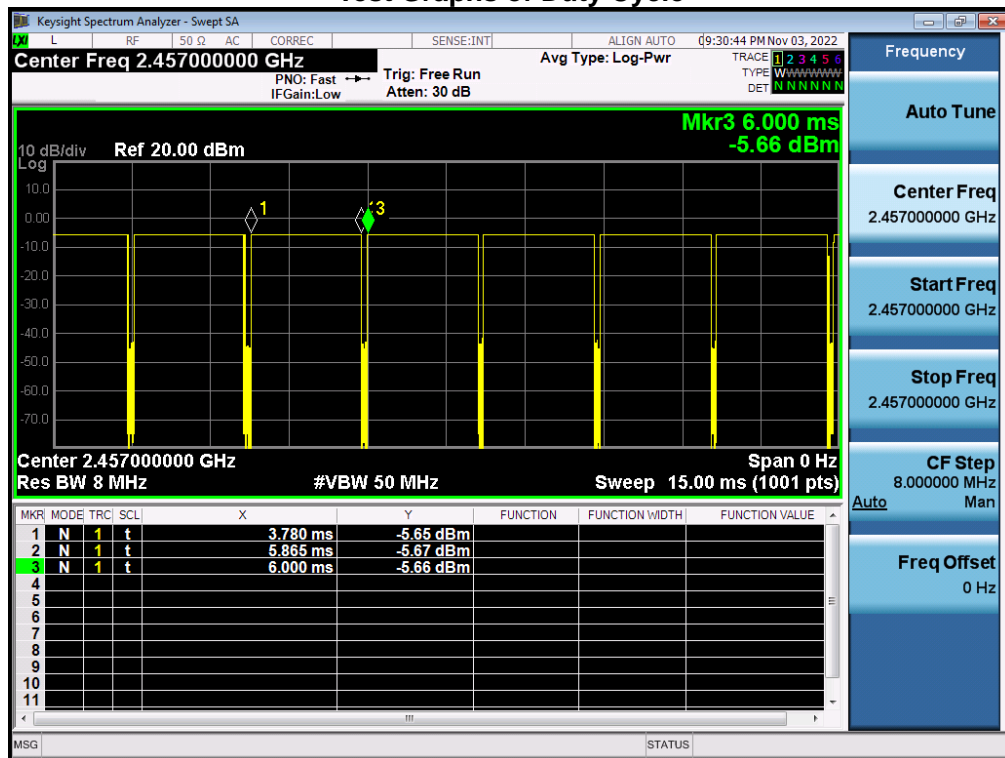 Test Graphs of Duty Cycle
Keysight Spectrum Analyzer - Swept SA
LXI L RF 50 Ω AC CORREC SENSE:INT ALIGN AUTO 09:30:44 PM Nov 03, 2022
Center Freq 2.457000000 GHz
PNO: Fast
IFGain:Low
Trig: Free Run
Atten: 30 dB
Avg Type: Log-Pwr
TRACE 1 2 3 4 5 6
TYPE WWWWWW
DET N N N N N N
Mkr3 6.000 ms
-5.66 dBm
10 dB/div Ref 20.00 dBm
Log
10.0
0.00
-10.0
-20.0
-30.0
-40.0
-50.0
-60.0
-70.0
1
3
Center 2.457000000 GHz Span 0 Hz
Res BW 8 MHz #VBW 50 MHz Sweep 15.00 ms (1001 pts)
MKR MODE TRC SCL X Y FUNCTION FUNCTION WIDTH FUNCTION VALUE
1 N 1 t 3.780 ms -5.65 dBm
2 N 1 t 5.865 ms -5.67 dBm
3 N 1 t 6.000 ms -5.66 dBm
4
5
6
7
8
9
10
11
MSG STATUS
Frequency
Auto Tune
Center Freq
2.457000000 GHz
Start Freq
2.457000000 GHz
Stop Freq
2.457000000 GHz
CF Step
8.000000 MHz
Auto Man
Freq Offset
0 Hz